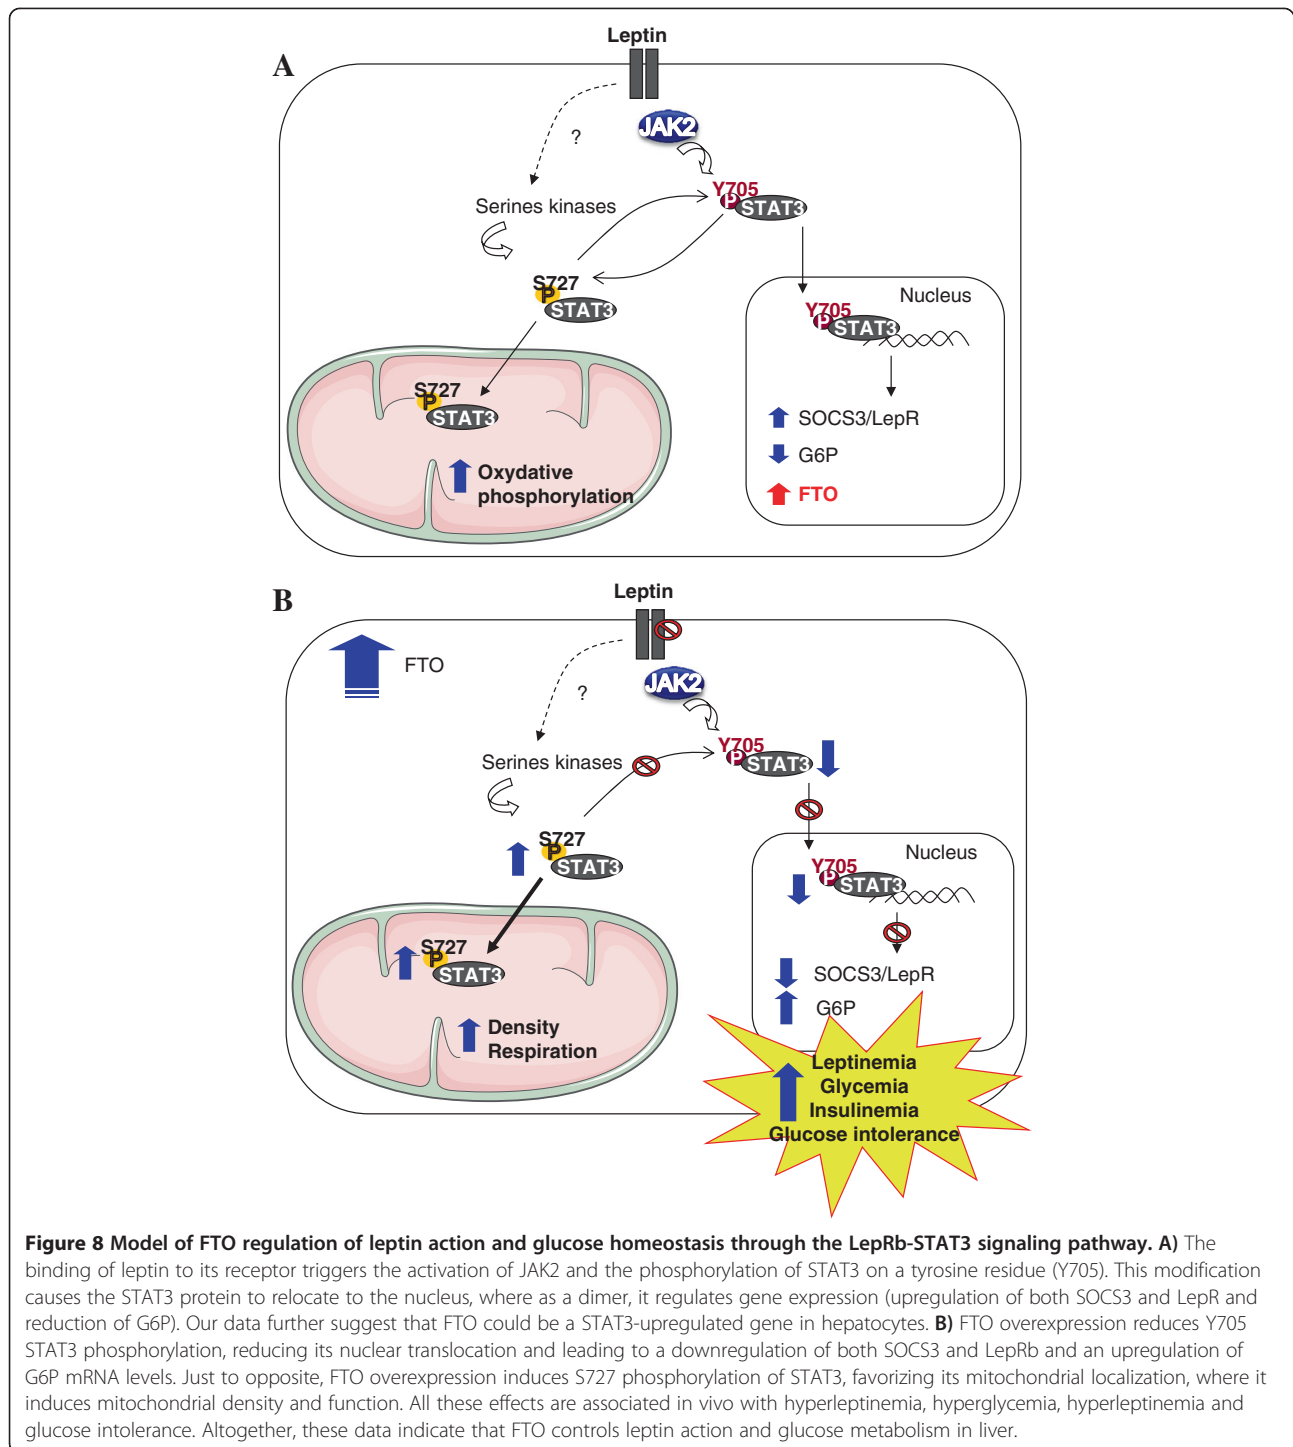 A
Leptin
JAK2
?
Y705
P STAT3
Serines kinases
S727
P
STAT3
Nucleus
Y705
P STAT3
S727
P
STAT3
SOCS3/LepR
G6P
FTO
Oxydative
phosphorylation
B
Leptin
FTO
JAK2
?
Y705
P STAT3
Serines kinases
S727
P
STAT3
Nucleus
Y705
P STAT3
S727
P
STAT3
SOCS3/LepR
G6P
Density
Respiration
Leptinemia
Glycemia
Insulinemia
Glucose intolerance
Figure 8 Model of FTO regulation of leptin action and glucose homeostasis through the LepRb-STAT3 signaling pathway. A) The
binding of leptin to its receptor triggers the activation of JAK2 and the phosphorylation of STAT3 on a tyrosine residue (Y705). This modification
causes the STAT3 protein to relocate to the nucleus, where as a dimer, it regulates gene expression (upregulation of both SOCS3 and LepR and
reduction of G6P). Our data further suggest that FTO could be a STAT3-upregulated gene in hepatocytes. B) FTO overexpression reduces Y705
STAT3 phosphorylation, reducing its nuclear translocation and leading to a downregulation of both SOCS3 and LepRb and an upregulation of
G6P mRNA levels. Just to opposite, FTO overexpression induces S727 phosphorylation of STAT3, favorizing its mitochondrial localization, where it
induces mitochondrial density and function. All these effects are associated in vivo with hyperleptinemia, hyperglycemia, hyperleptinemia and
glucose intolerance. Altogether, these data indicate that FTO controls leptin action and glucose metabolism in liver.